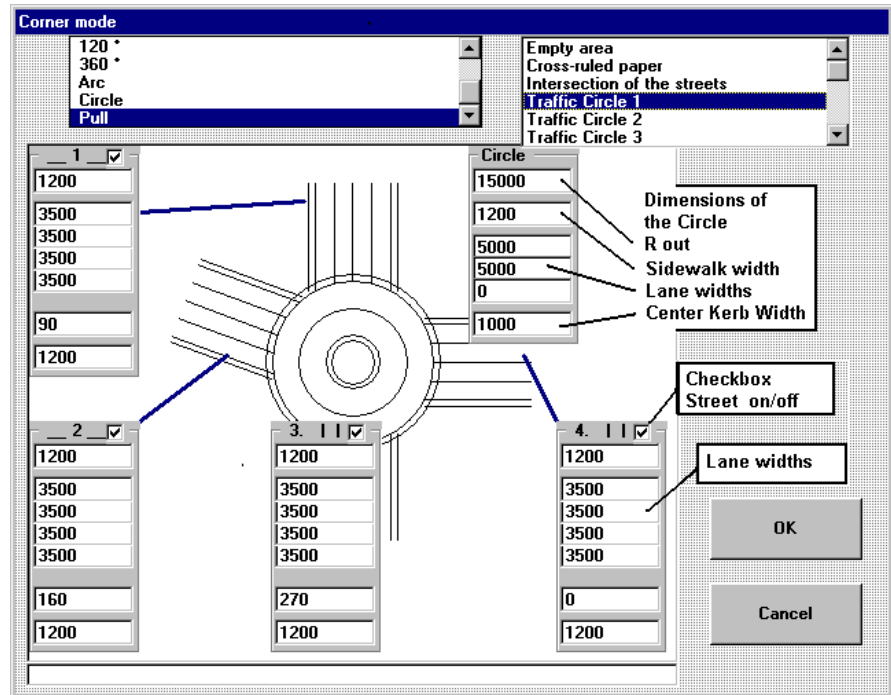 Corner mode
120 *
360 *
Arc
Circle
Pull
Empty area
Cross-ruled paper
Intersection of the streets
Traffic Circle 1
Traffic Circle 2
Traffic Circle 3
__ 1 __
1200
3500
3500
3500
3500
90
1200
Circle
15000
1200
5000
5000
0
1000
Dimensions of
the Circle
R out
Sidewalk width
Lane widths
Center Kerb Width
Checkbox
Street on/off
__ 2 __
1200
3500
3500
3500
3500
160
1200
3. | |
1200
3500
3500
3500
3500
270
1200
4. | |
1200
3500
3500
3500
3500
0
1200
Lane widths
OK
Cancel